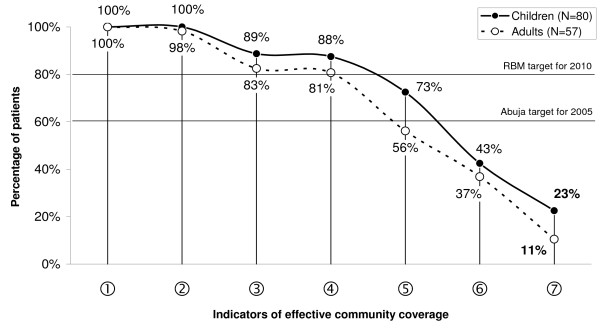 100%
100%
Children (N=80)
Adults (N=57)
100%
80%
60%
40%
20%
0%
Percentage of patients
100%
98%
89%
83%
88%
81%
73%
56%
43%
37%
23%
11%
RBM target for 2010
Abuja target for 2005
① ② ③ ④ ⑤ ⑥ ⑦
Indicators of effective community coverage